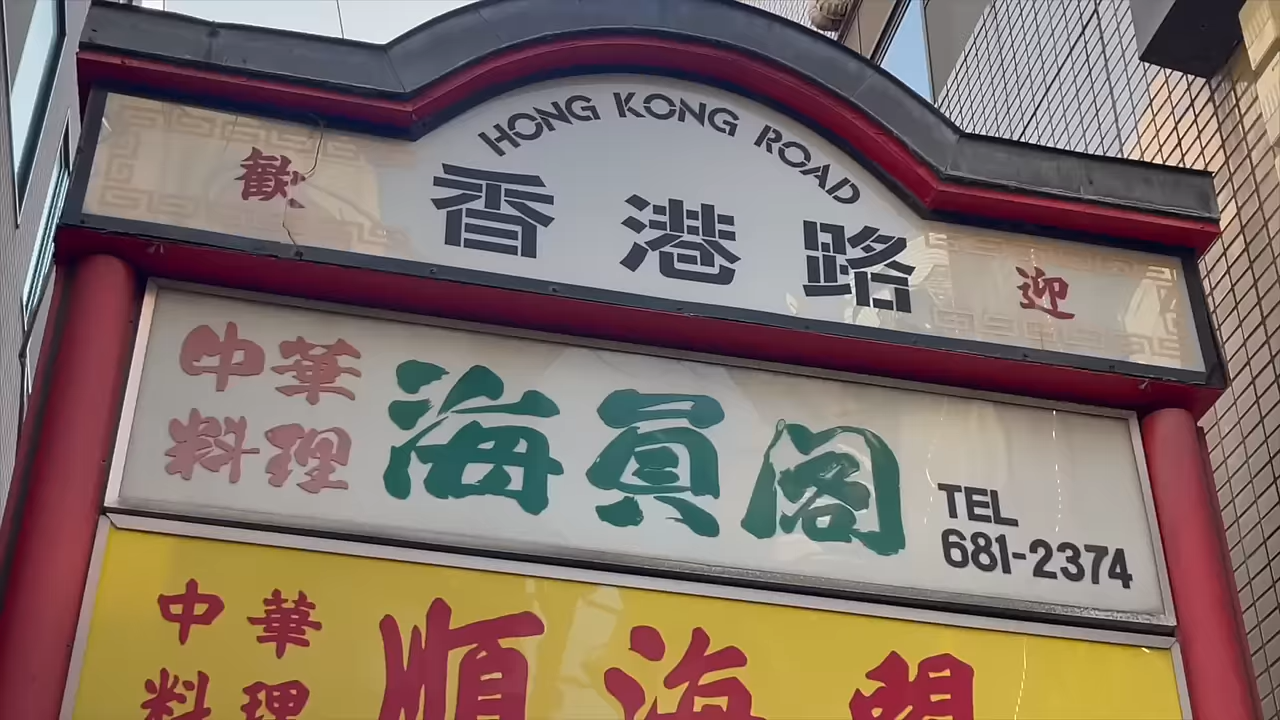 HONG KONG ROAD
歓 香港路 迎
中華
料理
海員閣
TEL
681-2374
中華
料理
順海閣